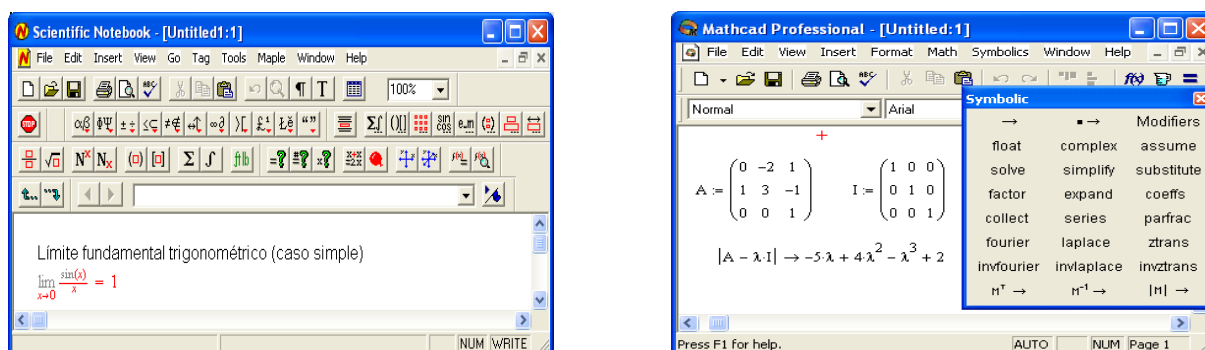 Scientific Notebook - [Untitled1:1]
File Edit Insert View Go Tag Tools Maple Window Help
100%
Límite fundamental trigonométrico (caso simple)
lim x→0 sin(x)/x = 1
NUM WRITE
Mathcad Professional - [Untitled:1]
File Edit View Insert Format Math Symbolics Window Help
Normal Arial
A := ( 0 -2 1
1 3 -1
0 0 1 )
I := ( 1 0 0
0 1 0
0 0 1 )
|A - λ·I| → -5·λ + 4·λ² - λ³ + 2
Symbolic
→ ▪→ Modifiers
float complex assume
solve simplify substitute
factor expand coeffs
collect series parfrac
fourier laplace ztrans
invfourier invlaplace invztrans
Mᵀ → M⁻¹ → |M| →
Press F1 for help. AUTO NUM Page 1